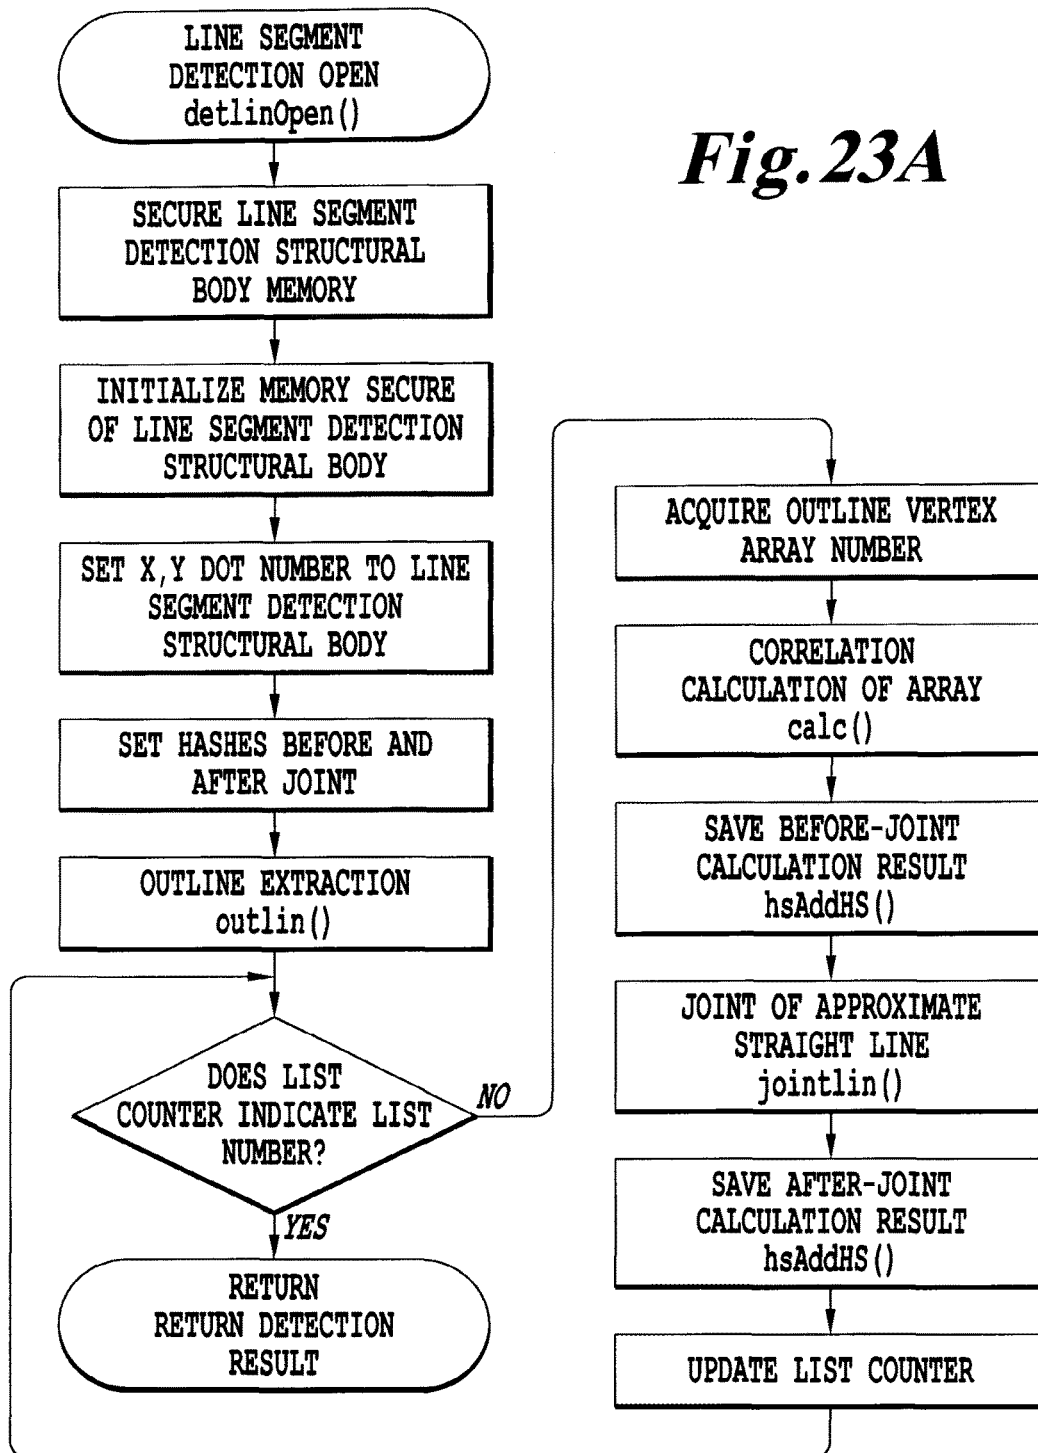 LINE SEGMENT
DETECTION OPEN
detlinOpen()
Fig.23A
SECURE LINE SEGMENT
DETECTION STRUCTURAL
BODY MEMORY
INITIALIZE MEMORY SECURE
OF LINE SEGMENT DETECTION
STRUCTURAL BODY
SET X,Y DOT NUMBER TO LINE
SEGMENT DETECTION
STRUCTURAL BODY
SET HASHES BEFORE AND
AFTER JOINT
OUTLINE EXTRACTION
outlin()
DOES LIST
COUNTER INDICATE LIST
NUMBER?
NO
YES
RETURN
RETURN DETECTION
RESULT
ACQUIRE OUTLINE VERTEX
ARRAY NUMBER
CORRELATION
CALCULATION OF ARRAY
calc()
SAVE BEFORE-JOINT
CALCULATION RESULT
hsAddHS()
JOINT OF APPROXIMATE
STRAIGHT LINE
jointlin()
SAVE AFTER-JOINT
CALCULATION RESULT
hsAddHS()
UPDATE LIST COUNTER